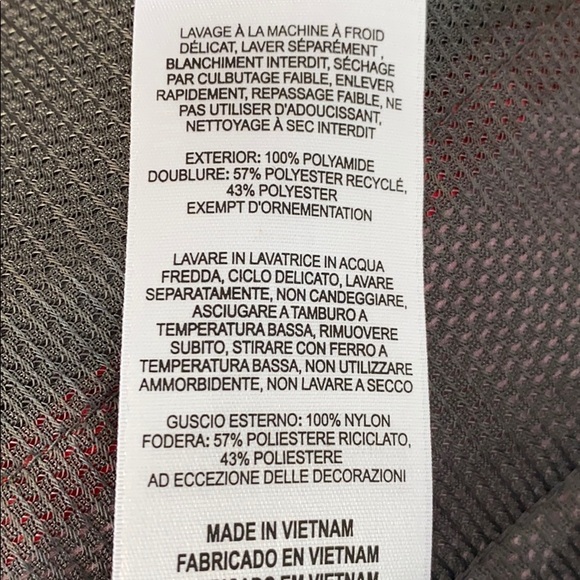 LAVAGE À LA MACHINE À FROID
DÉLICAT, LAVER SÉPARÉMENT ,
BLANCHIMENT INTERDIT, SÉCHAGE
PAR CULBUTAGE FAIBLE, ENLEVER
RAPIDEMENT, REPASSAGE FAIBLE, NE
PAS UTILISER D'ADOUCISSANT,
NETTOYAGE À SEC INTERDIT
EXTERIOR: 100% POLYAMIDE
DOUBLURE: 57% POLYESTER RECYCLÉ,
43% POLYESTER
EXEMPT D'ORNEMENTATION
LAVARE IN LAVATRICE IN ACQUA
FREDDA, CICLO DELICATO, LAVARE
SEPARATAMENTE, NON CANDEGGIARE,
ASCIUGARE A TAMBURO A
TEMPERATURA BASSA, RIMUOVERE
SUBITO, STIRARE CON FERRO A
TEMPERATURA BASSA, NON UTILIZZARE
AMMORBIDENTE, NON LAVARE A SECCO
GUSCIO ESTERNO: 100% NYLON
FODERA: 57% POLIESTERE RICICLATO,
43% POLIESTERE
AD ECCEZIONE DELLE DECORAZIONI
MADE IN VIETNAM
FABRICADO EN VIETNAM
EM VIETNAM